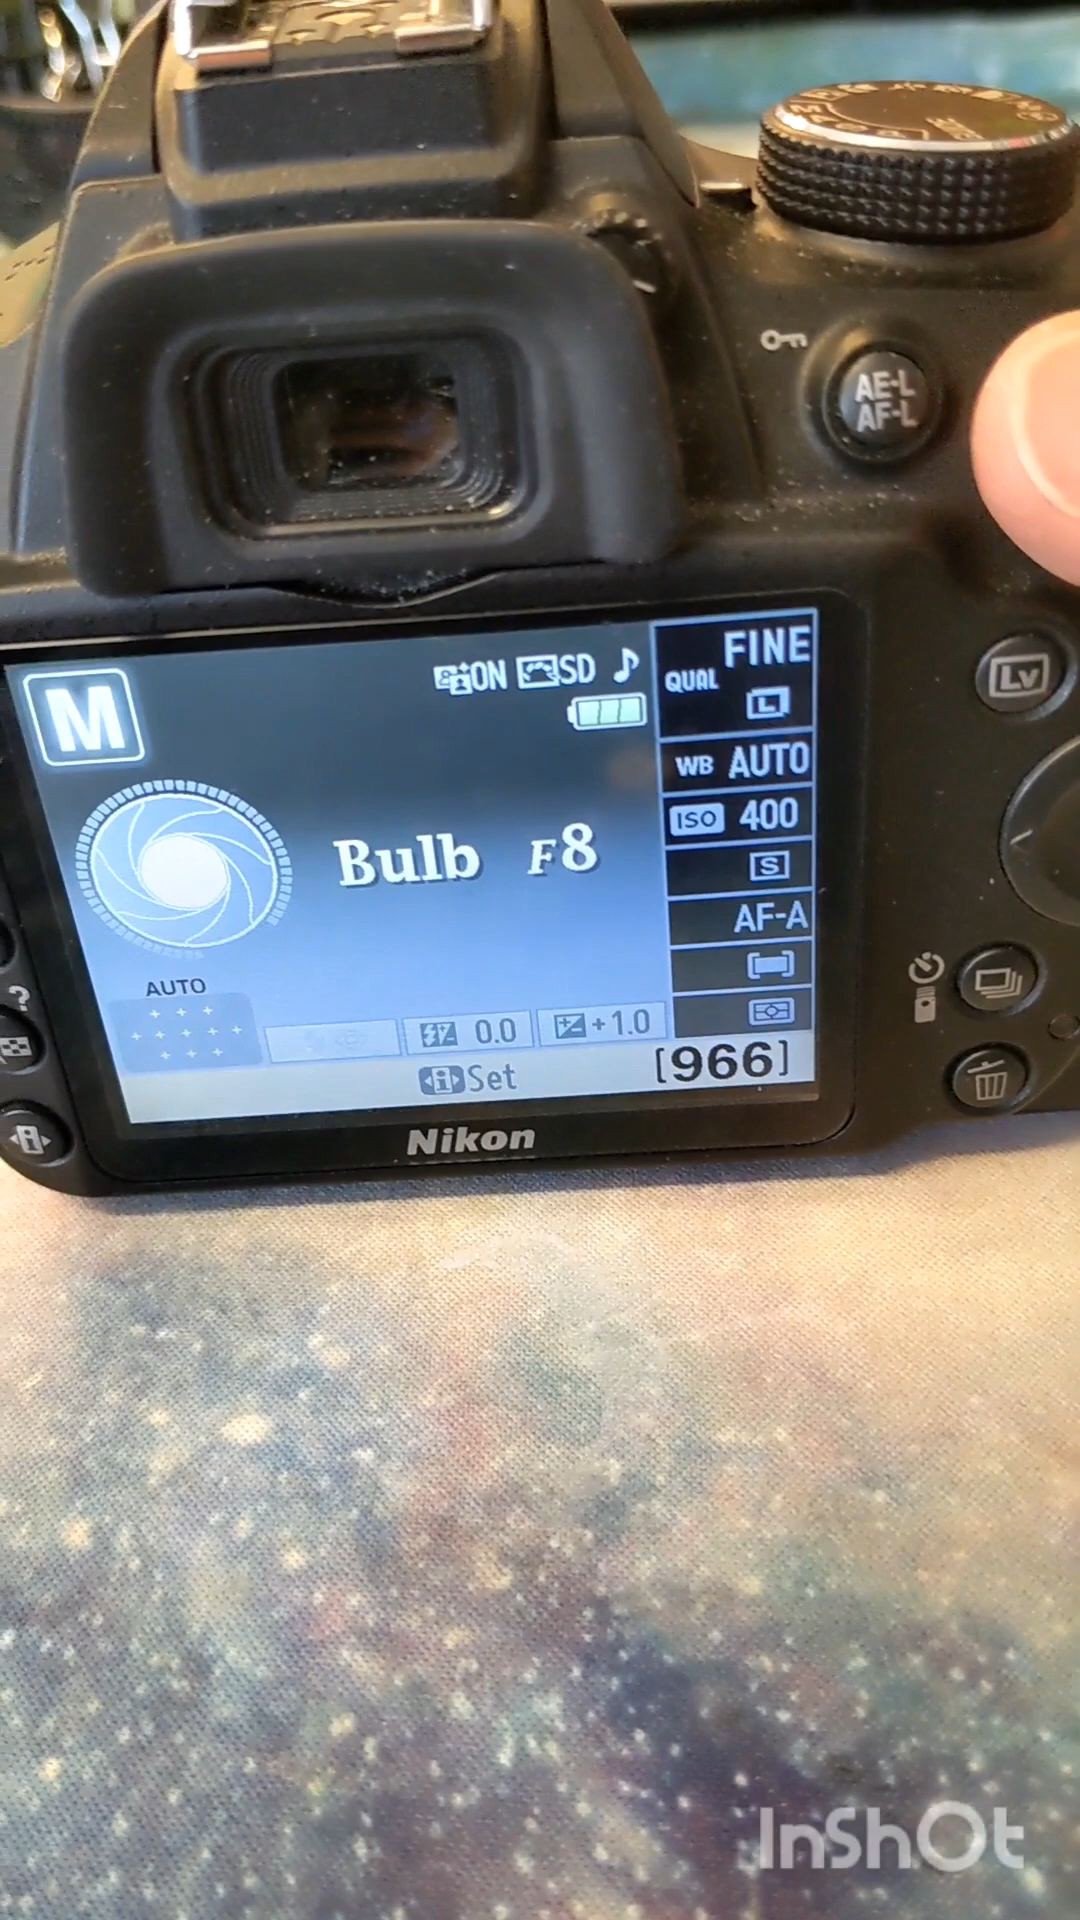 AE-L
AF-L
Lv
M
ON SD
FINE
QUAL
L
WB AUTO
ISO 400
Bulb F8
S
AF-A
AUTO
0.0
+1.0
Set
[966]
?
i
Nikon
InShOt